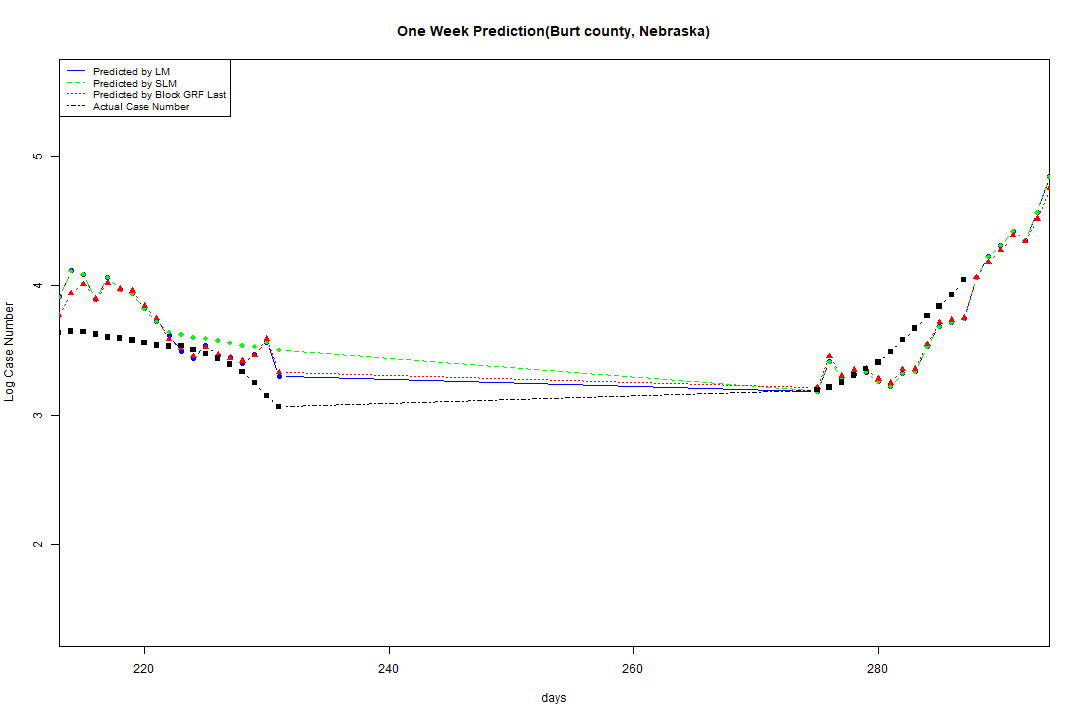 One Week Prediction(Burt county, Nebraska)
Predicted by LM
Predicted by SLM
Predicted by Block GRF Last
Actual Case Number
5
4
3
2
Log Case Number
220 240 260 280
days